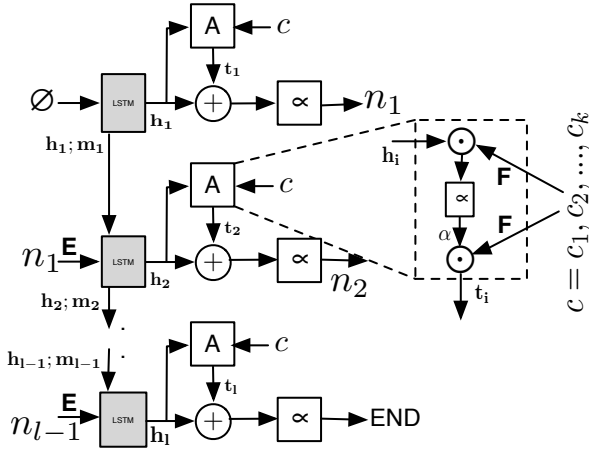 A c
t₁
∅ LSTM h₁ + ∝ n₁
h₁; m₁
A c
t₂
n₁ E LSTM h₂ + ∝ n₂
h₂; m₂
hᵢ ⊙
F
∝
α F
⊙
tᵢ
c = c₁, c₂, ..., cₖ
. .
hₗ₋₁; mₗ₋₁
A c
tₗ
nₗ₋₁ E LSTM hₗ + ∝ END